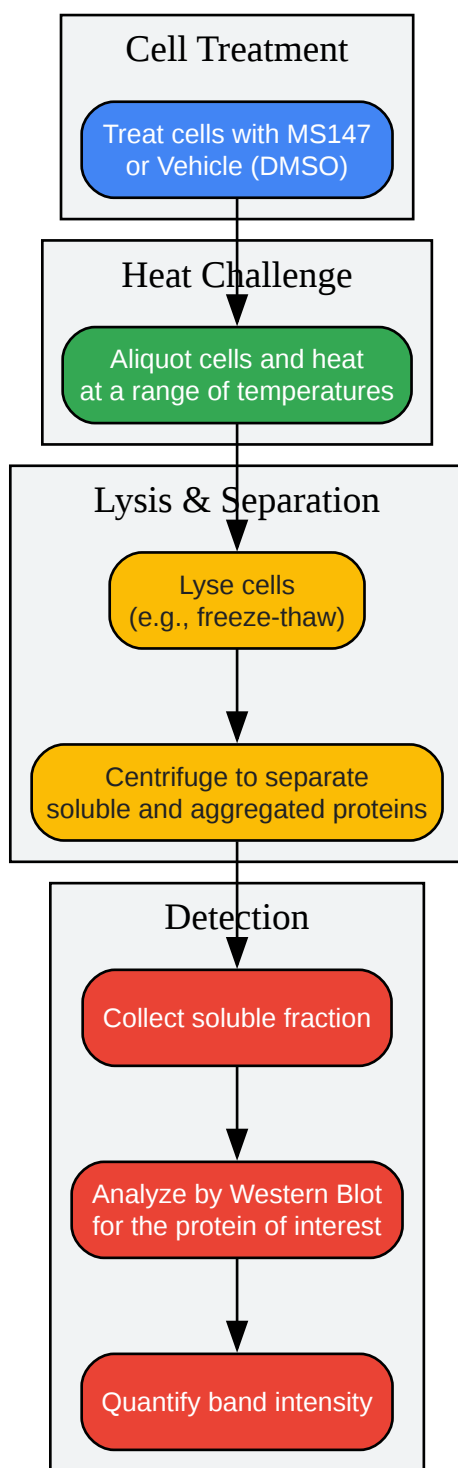 Cell Treatment
Treat cells with MS147
or Vehicle (DMSO)
Heat Challenge
Aliquot cells and heat
at a range of temperatures
Lysis & Separation
Lyse cells
(e.g., freeze-thaw)
Centrifuge to separate
soluble and aggregated proteins
Detection
Collect soluble fraction
Analyze by Western Blot
for the protein of interest
Quantify band intensity